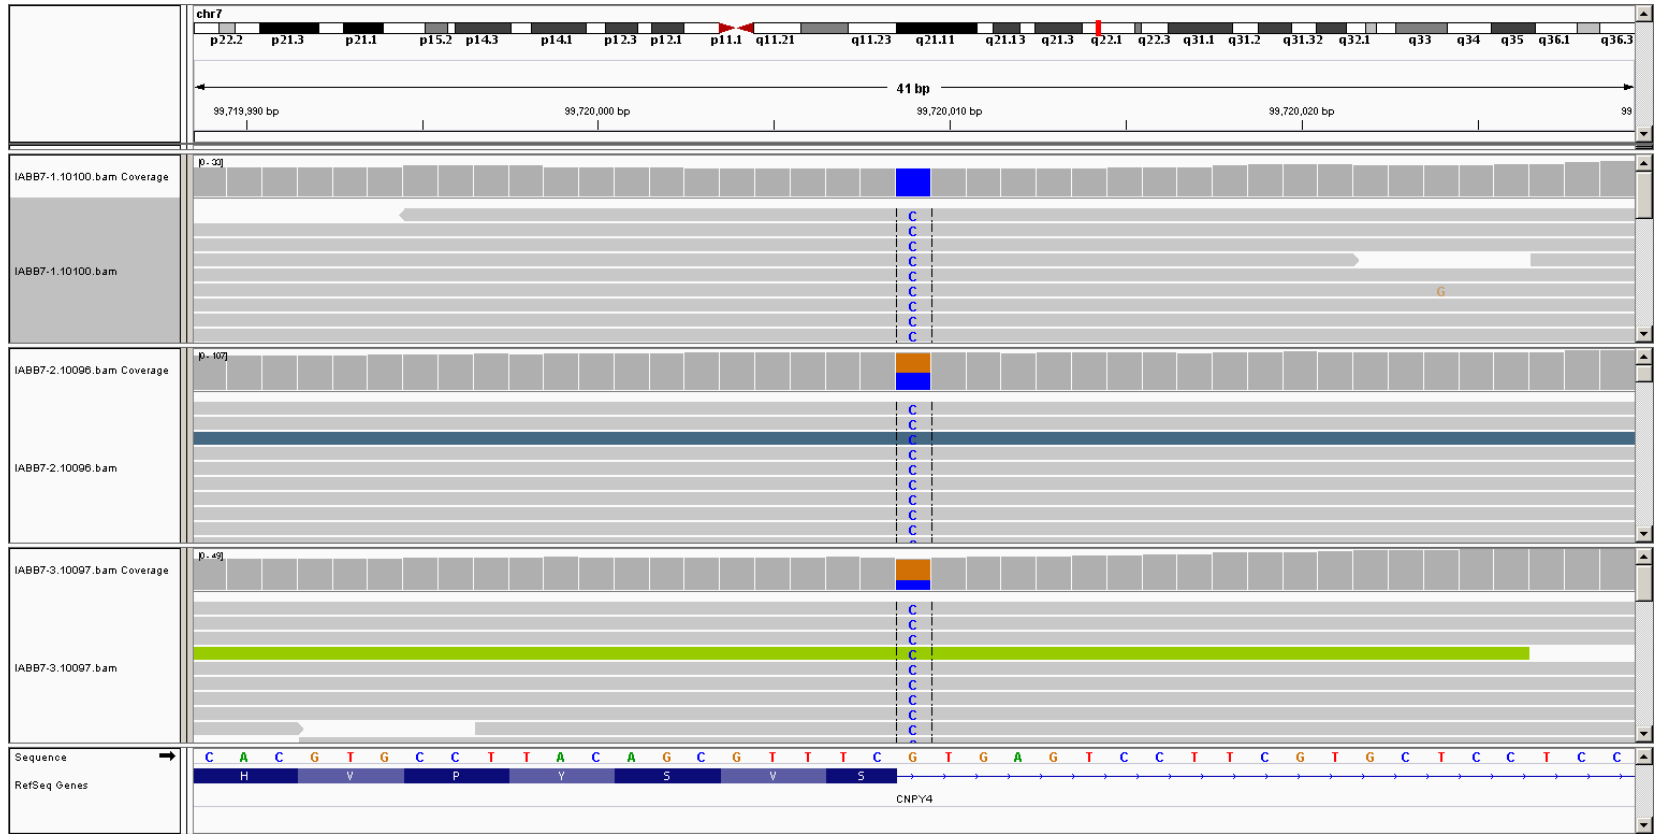 chr7
p22.2 p21.3 p21.1 p15.2 p14.3 p14.1 p12.3 p12.1 p11.1 q11.21 q11.23 q21.11 q21.13 q21.3 q22.1 q22.3 q31.1 q31.2 q31.32 q32.1 q33 q34 q35 q36.1 q36.3
41 bp
99,719,990 bp 99,720,000 bp 99,720,010 bp 99,720,020 bp 99
[0 - 33]
IABB7-1.10100.bam Coverage
C
C
C
C
C
IABB7-1.10100.bam
C G
C
C
C
[0 - 107]
IABB7-2.10096.bam Coverage
C
C
C
C
IABB7-2.10096.bam
C
C
C
C
C
[0 - 49]
IABB7-3.10097.bam Coverage
C
C
C
C
IABB7-3.10097.bam
C
C
C
C
C
Sequence C A C G T G C C T T A C A G C G T T T C G T G A G T C C T T C G T G C T C C T C C
H V P Y S V S
RefSeq Genes
CNPY4